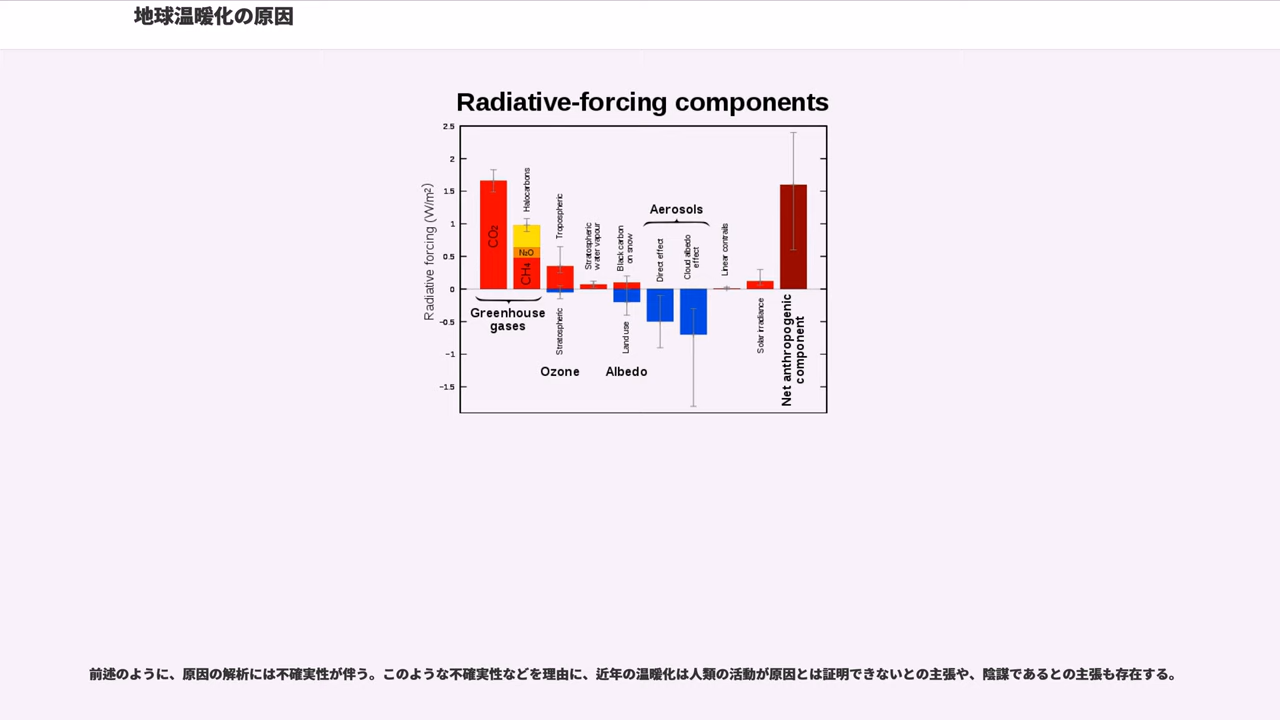 地球温暖化の原因
Radiative-forcing components
Radiative forcing (W/m²)
2.5
2
1.5
1
0.5
0
−0.5
−1
−1.5
CO₂
Halocarbons
N₂O
CH₄
Greenhouse
gases
Tropospheric
Stratospheric
Ozone
Stratospheric
water vapour
Black carbon
on snow
Land use
Albedo
Aerosols
Direct effect
Cloud albedo
effect
Linear contrails
Solar irradiance
Net anthropogenic
component
前述のように、原因の解析には不確実性が伴う。このような不確実性などを理由に、近年の温暖化は人類の活動が原因とは証明できないとの主張や、陰謀であるとの主張も存在する。